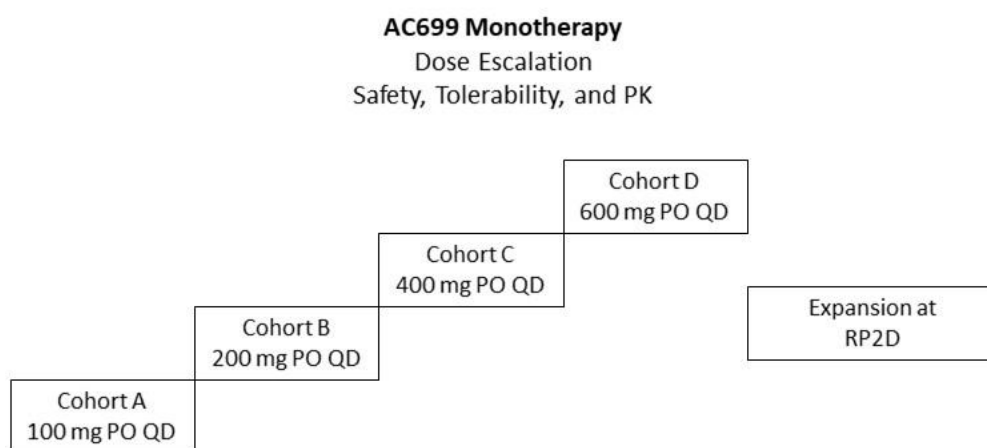 AC699 Monotherapy
Dose Escalation
Safety, Tolerability, and PK
Cohort D
600 mg PO QD
Cohort C
400 mg PO QD
Expansion at
RP2D
Cohort B
200 mg PO QD
Cohort A
100 mg PO QD